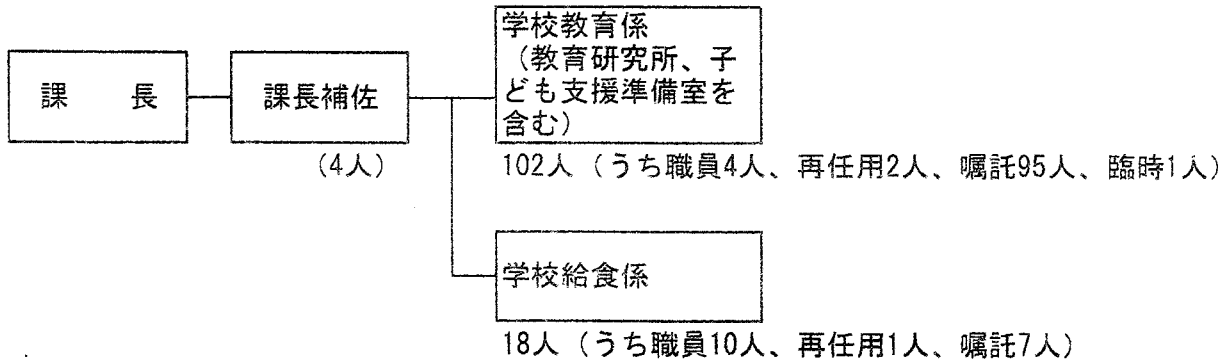 課　　長
課長補佐
(4人)
学校教育係
（教育研究所、子
ども支援準備室を
含む）
102人（うち職員4人、再任用2人、嘱託95人、臨時1人）
学校給食係
18人（うち職員10人、再任用1人、嘱託7人）